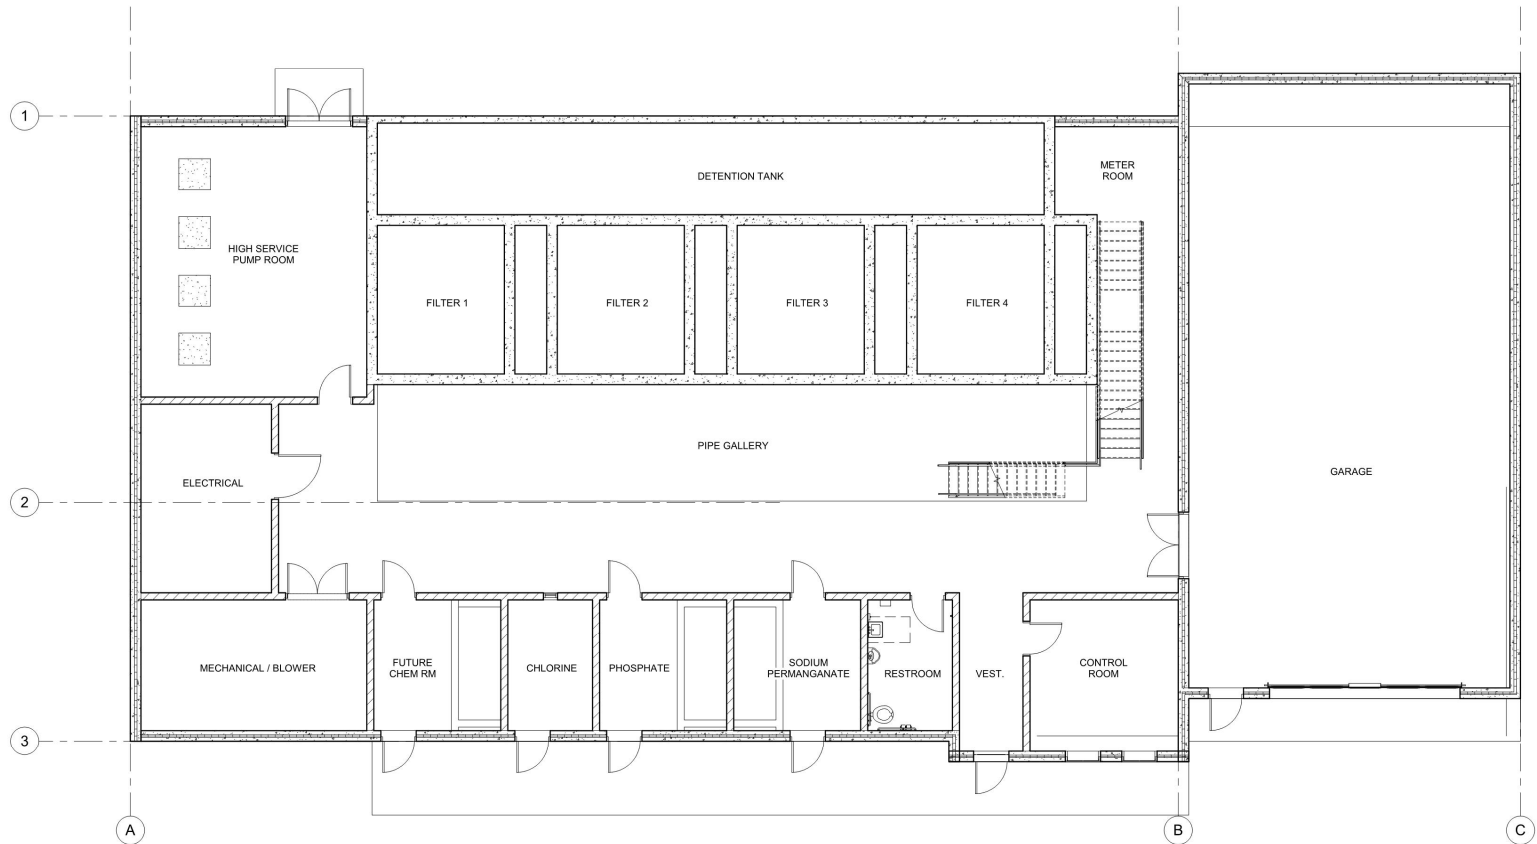 1
METER
ROOM
DETENTION TANK
HIGH SERVICE
PUMP ROOM
FILTER 1
FILTER 2
FILTER 3
FILTER 4
PIPE GALLERY
GARAGE
ELECTRICAL
2
MECHANICAL / BLOWER
FUTURE
CHEM RM
CHLORINE
PHOSPHATE
SODIUM
PERMANGANATE
RESTROOM
VEST.
CONTROL
ROOM
3
A
B
C